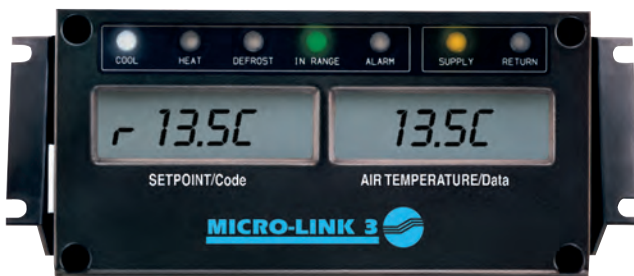 COOL HEAT DEFROST IN RANGE ALARM SUPPLY RETURN
r 13.5C 13.5C
SETPOINT/Code AIR TEMPERATURE/Data
MICRO-LINK 3